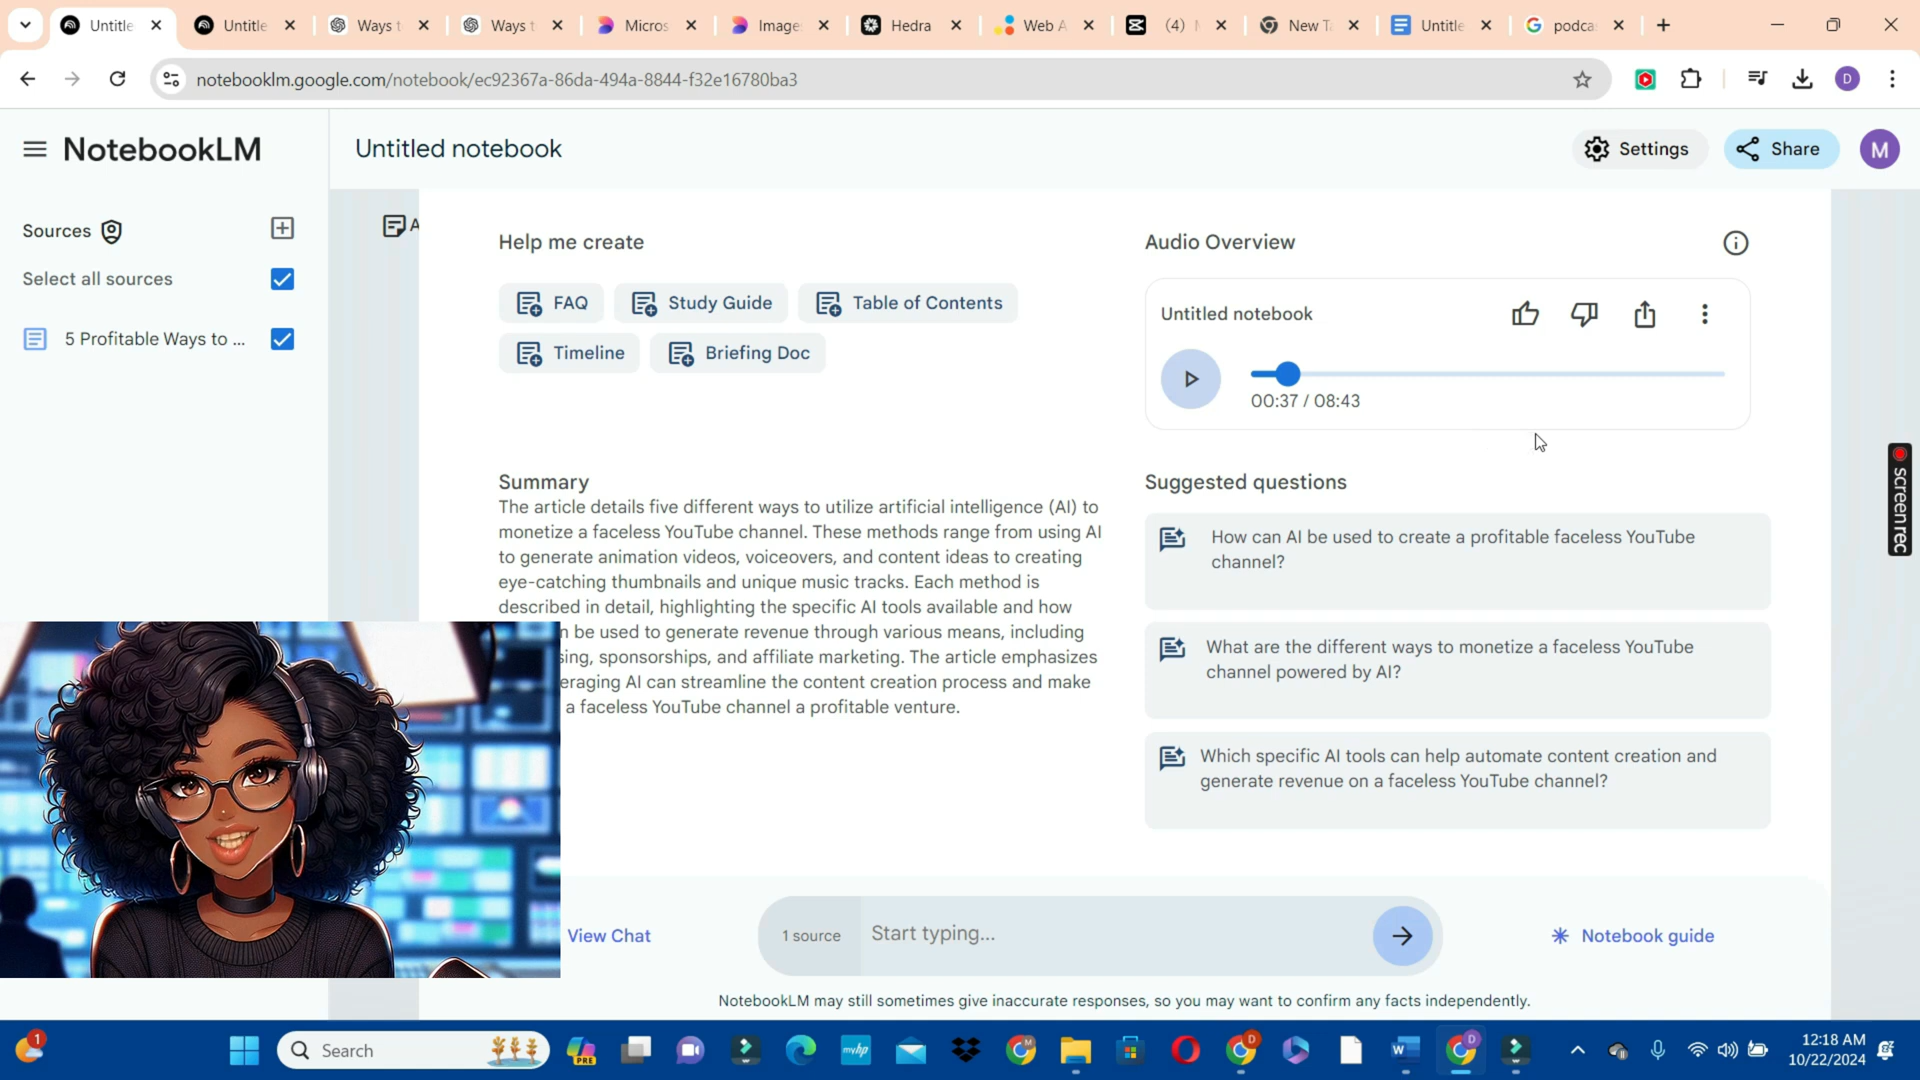 Untitle
Untitle
Ways t
Ways t
Micros
Image
Hedra
Web A
(4)
New T
Untitle
podca
notebooklm.google.com/notebook/ec92367a-86da-494a-8844-f32e16780ba3
D
NotebookLM
Untitled notebook
Settings
Share
M
Sources
Select all sources
5 Profitable Ways to ...
A
Help me create
FAQ
Study Guide
Table of Contents
Timeline
Briefing Doc
Audio Overview
Untitled notebook
00:37 / 08:43
Summary
The article details five different ways to utilize artificial intelligence (AI) to
monetize a faceless YouTube channel. These methods range from using AI
to generate animation videos, voiceovers, and content ideas to creating
eye-catching thumbnails and unique music tracks. Each method is
described in detail, highlighting the specific AI tools available and how
n be used to generate revenue through various means, including
sing, sponsorships, and affiliate marketing. The article emphasizes
eraging AI can streamline the content creation process and make
a faceless YouTube channel a profitable venture.
Suggested questions
How can AI be used to create a profitable faceless YouTube
channel?
What are the different ways to monetize a faceless YouTube
channel powered by AI?
Which specific AI tools can help automate content creation and
generate revenue on a faceless YouTube channel?
screenrec
View Chat
1 source
Start typing...
Notebook guide
NotebookLM may still sometimes give inaccurate responses, so you may want to confirm any facts independently.
1
Search
PRE
myhp
M
D
D
12:18 AM
10/22/2024